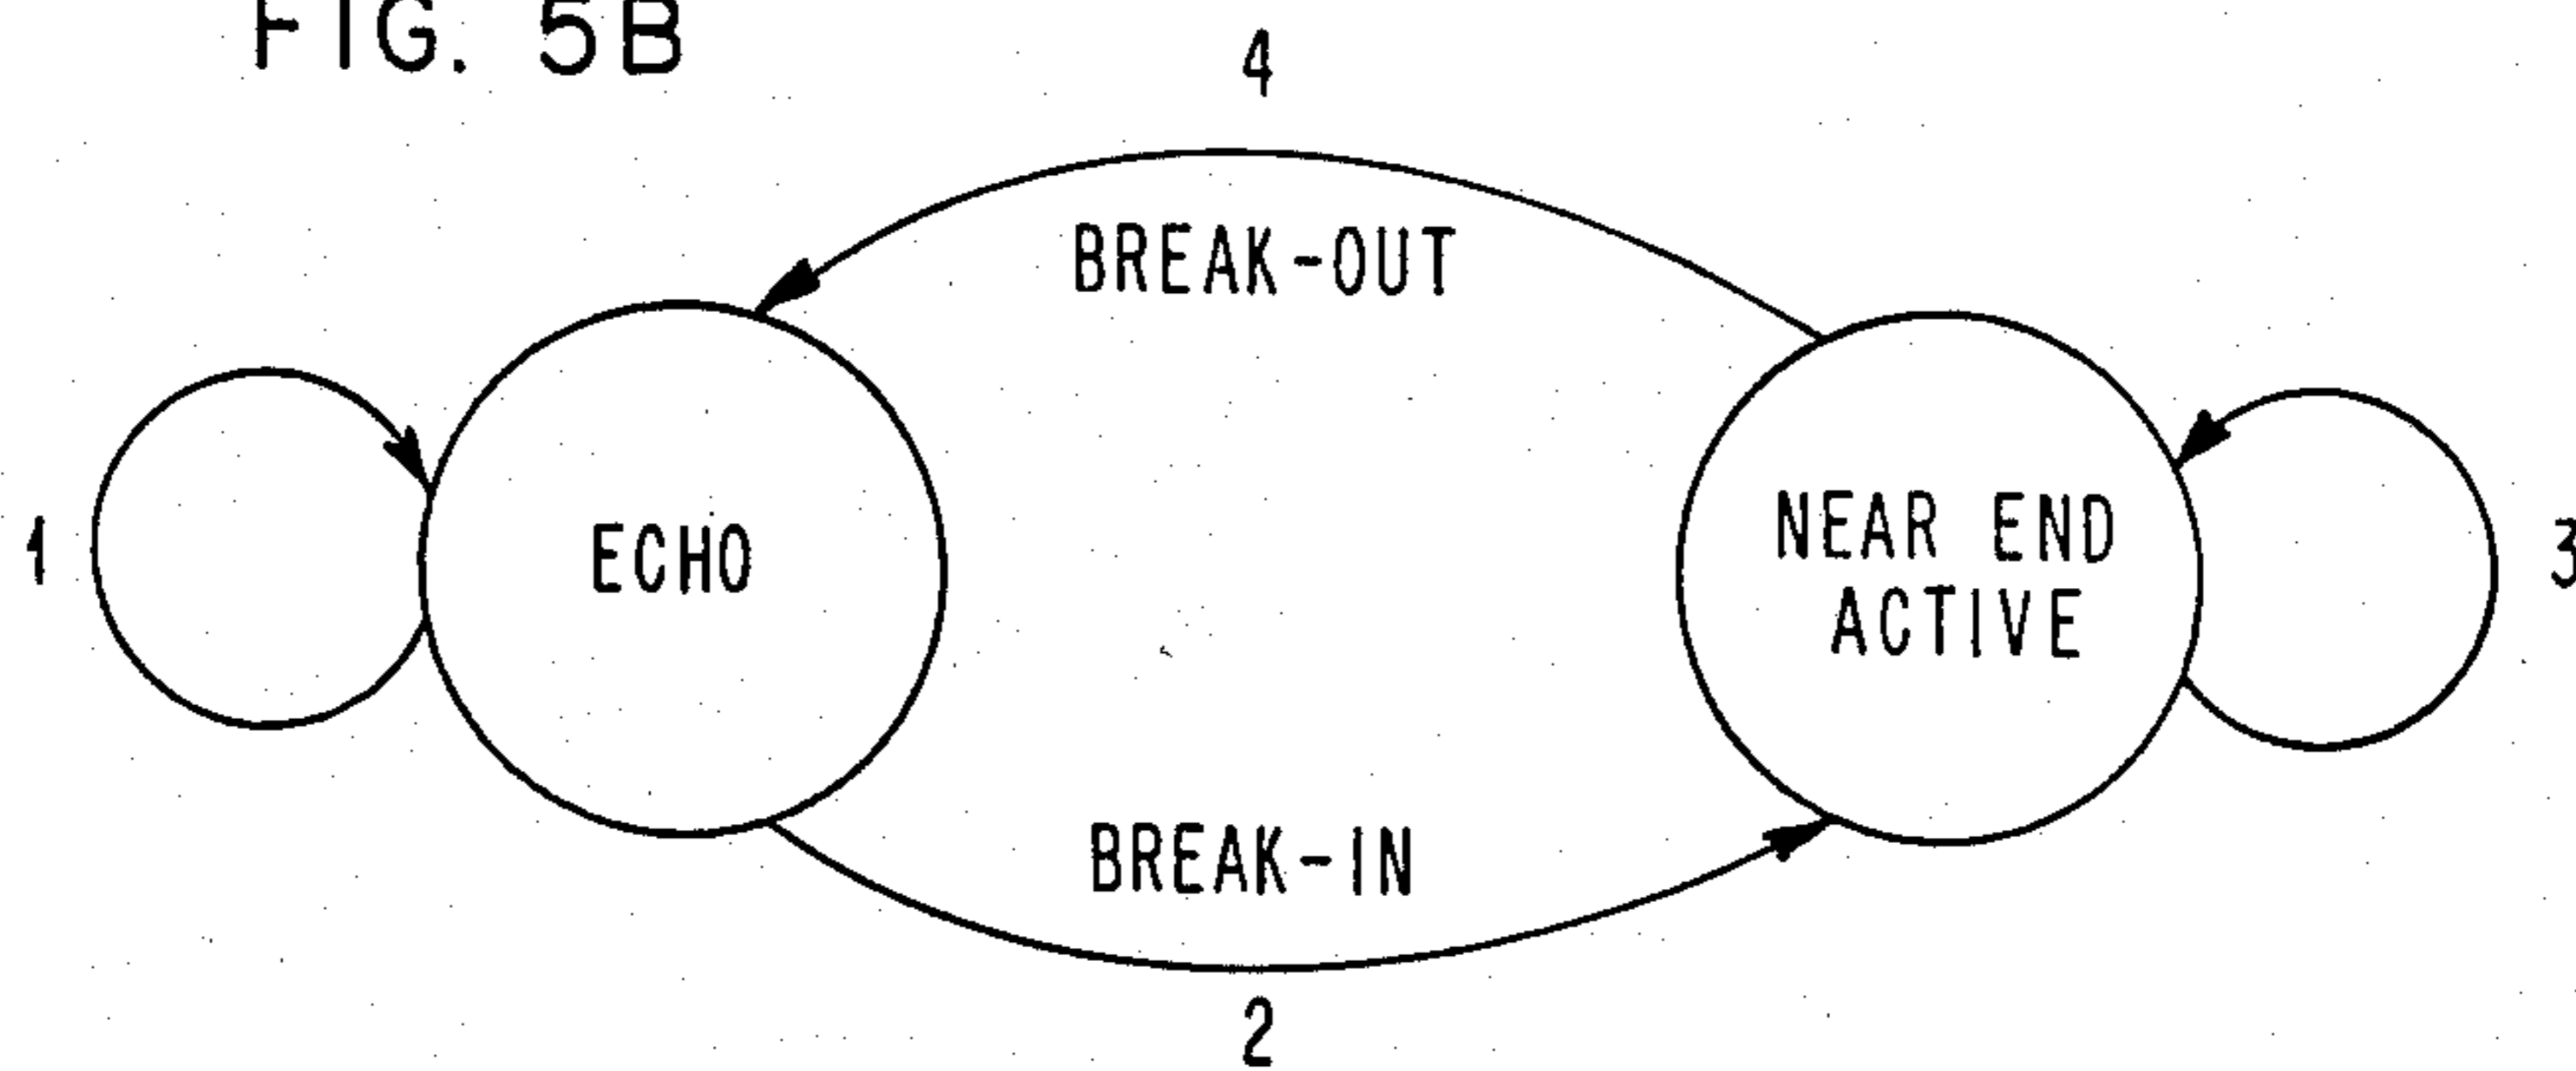 FIG. 5B
4
BREAK-OUT
1
ECHO
NEAR END
ACTIVE
3
BREAK-IN
2